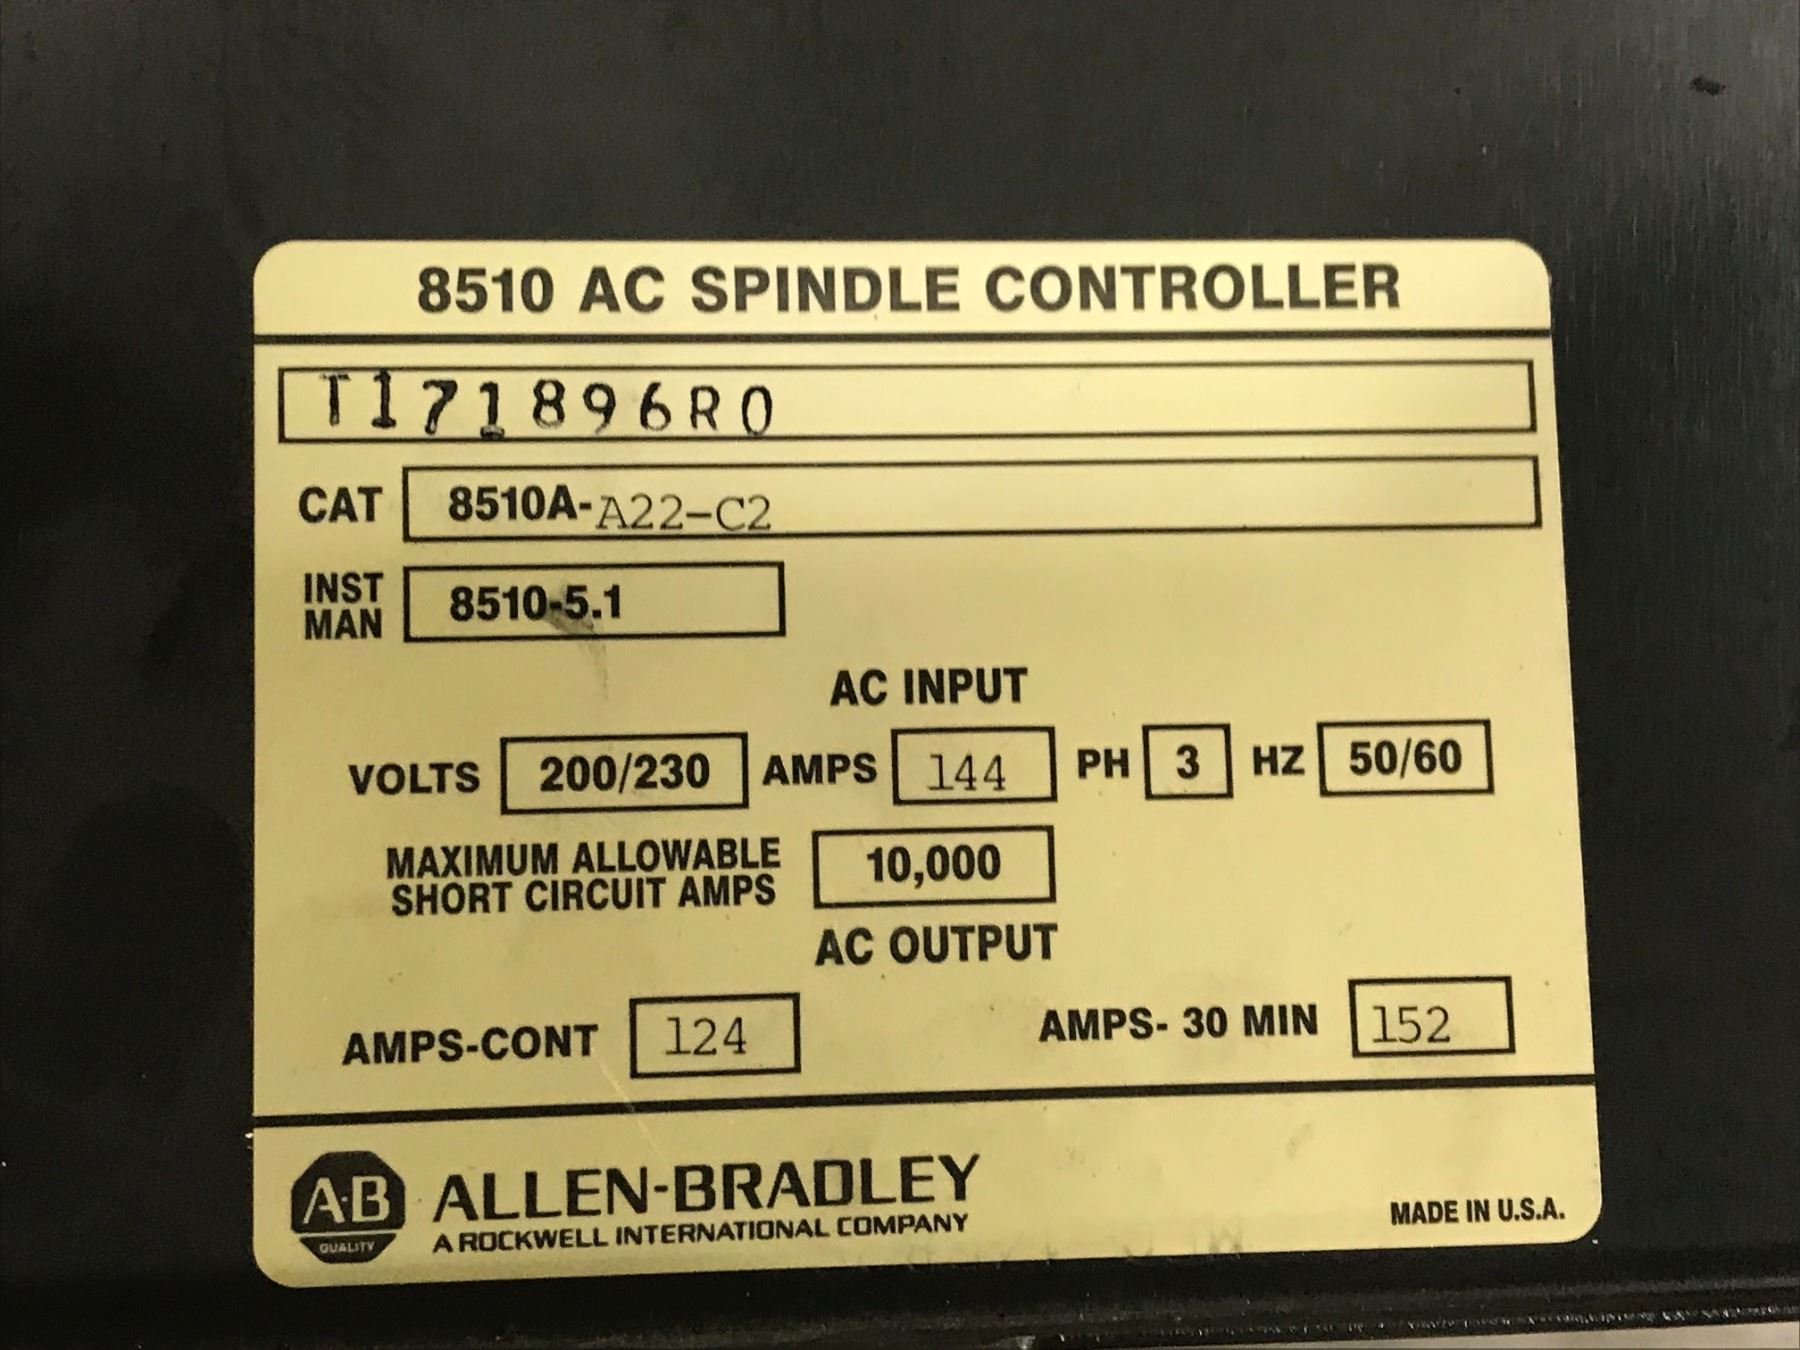 8510 AC SPINDLE CONTROLLER
T171896R0
CAT 8510A-A22-C2
INST MAN 8510-5.1
AC INPUT
VOLTS 200/230 AMPS 144 PH 3 HZ 50/60
MAXIMUM ALLOWABLE
SHORT CIRCUIT AMPS 10,000
AC OUTPUT
AMPS-CONT 124 AMPS- 30 MIN 152
A-B QUALITY
ALLEN-BRADLEY
A ROCKWELL INTERNATIONAL COMPANY
MADE IN U.S.A.